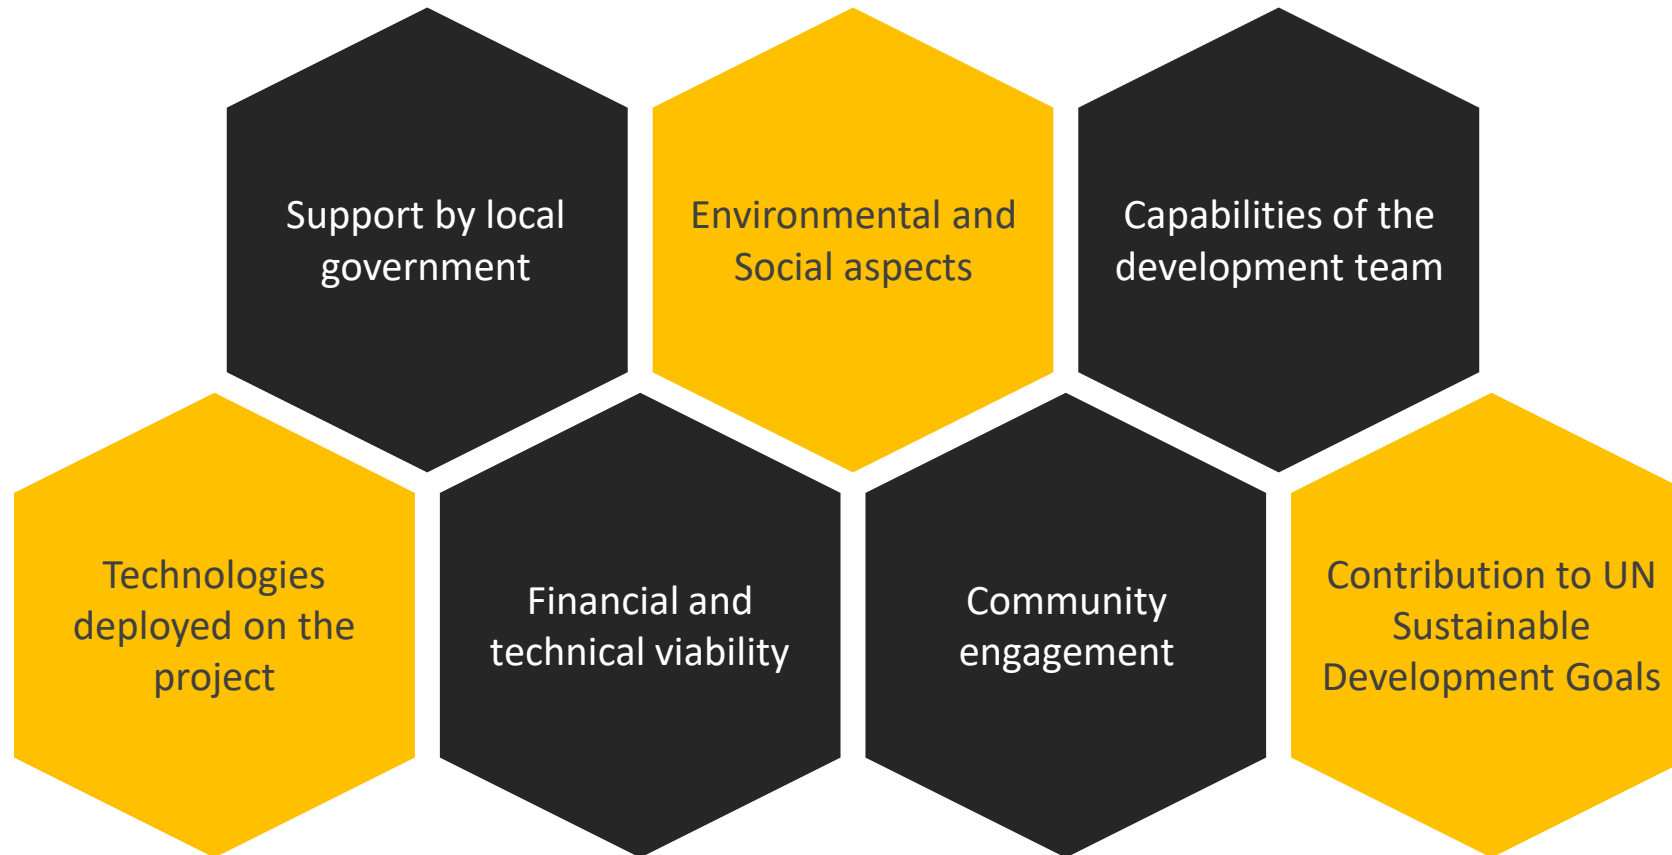 Support by local
government
Environmental and
Social aspects
Capabilities of the
development team
Technologies
deployed on the
project
Financial and
technical viability
Community
engagement
Contribution to UN
Sustainable
Development Goals